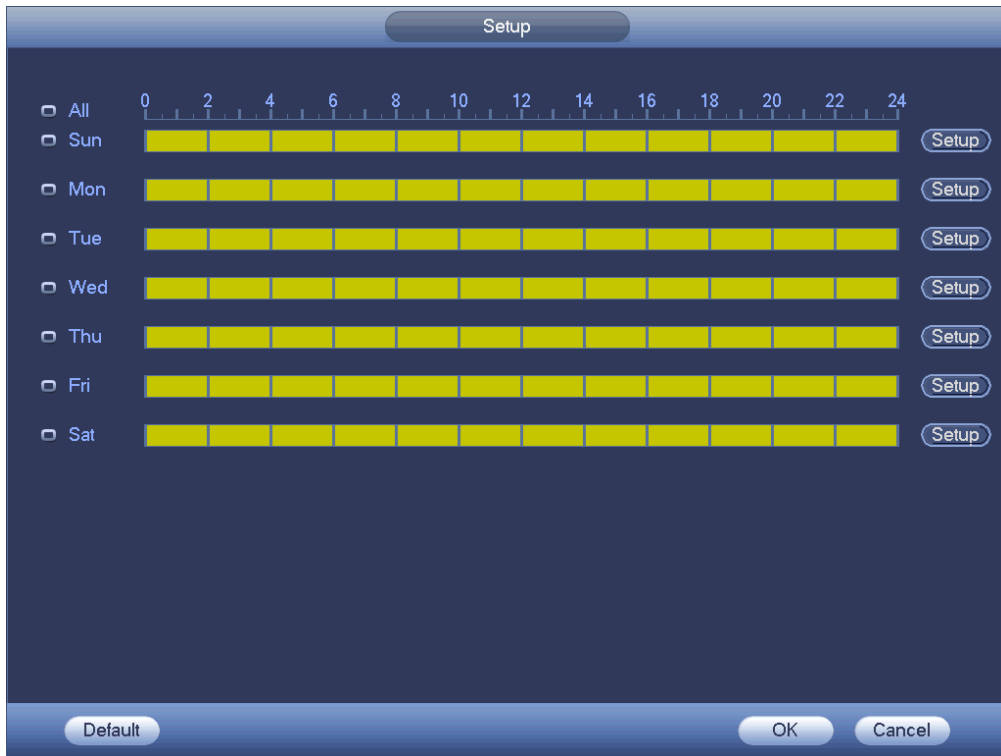 Setup
All 0 2 4 6 8 10 12 14 16 18 20 22 24
Sun Setup
Mon Setup
Tue Setup
Wed Setup
Thu Setup
Fri Setup
Sat Setup
Default OK Cancel